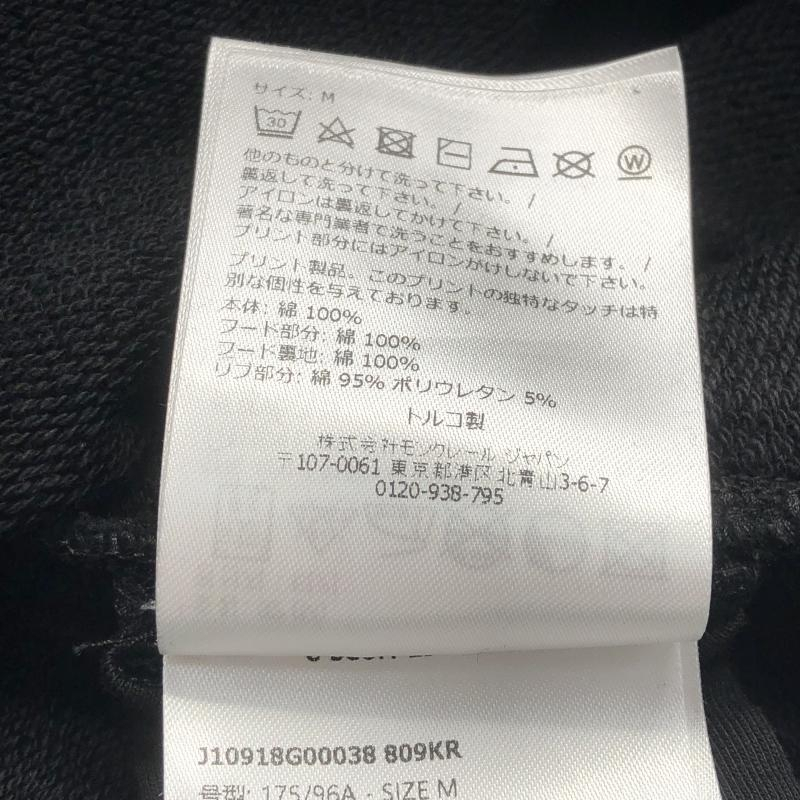 サイズ: M
30
W
他のものと分けて洗って下さい。 /
裏返して洗って下さい。 /
アイロンは裏返してかけて下さい。 /
著名な専門業者で洗うことをおすすめします。 /
プリント部分にはアイロンがけしないで下さい。
プリント製品。このプリントの独特なタッチは特
別な個性を与えております。
本体: 綿 100%
フード部分: 綿 100%
フード裏地: 綿 100%
リブ部分: 綿 95% ポリウレタン 5%
トルコ製
株式会社モンクレール ジャパン
〒107-0061 東京都港区北青山3-6-7
0120-938-795
J10918G00038 809KR
号型: 175/96A - SIZE M